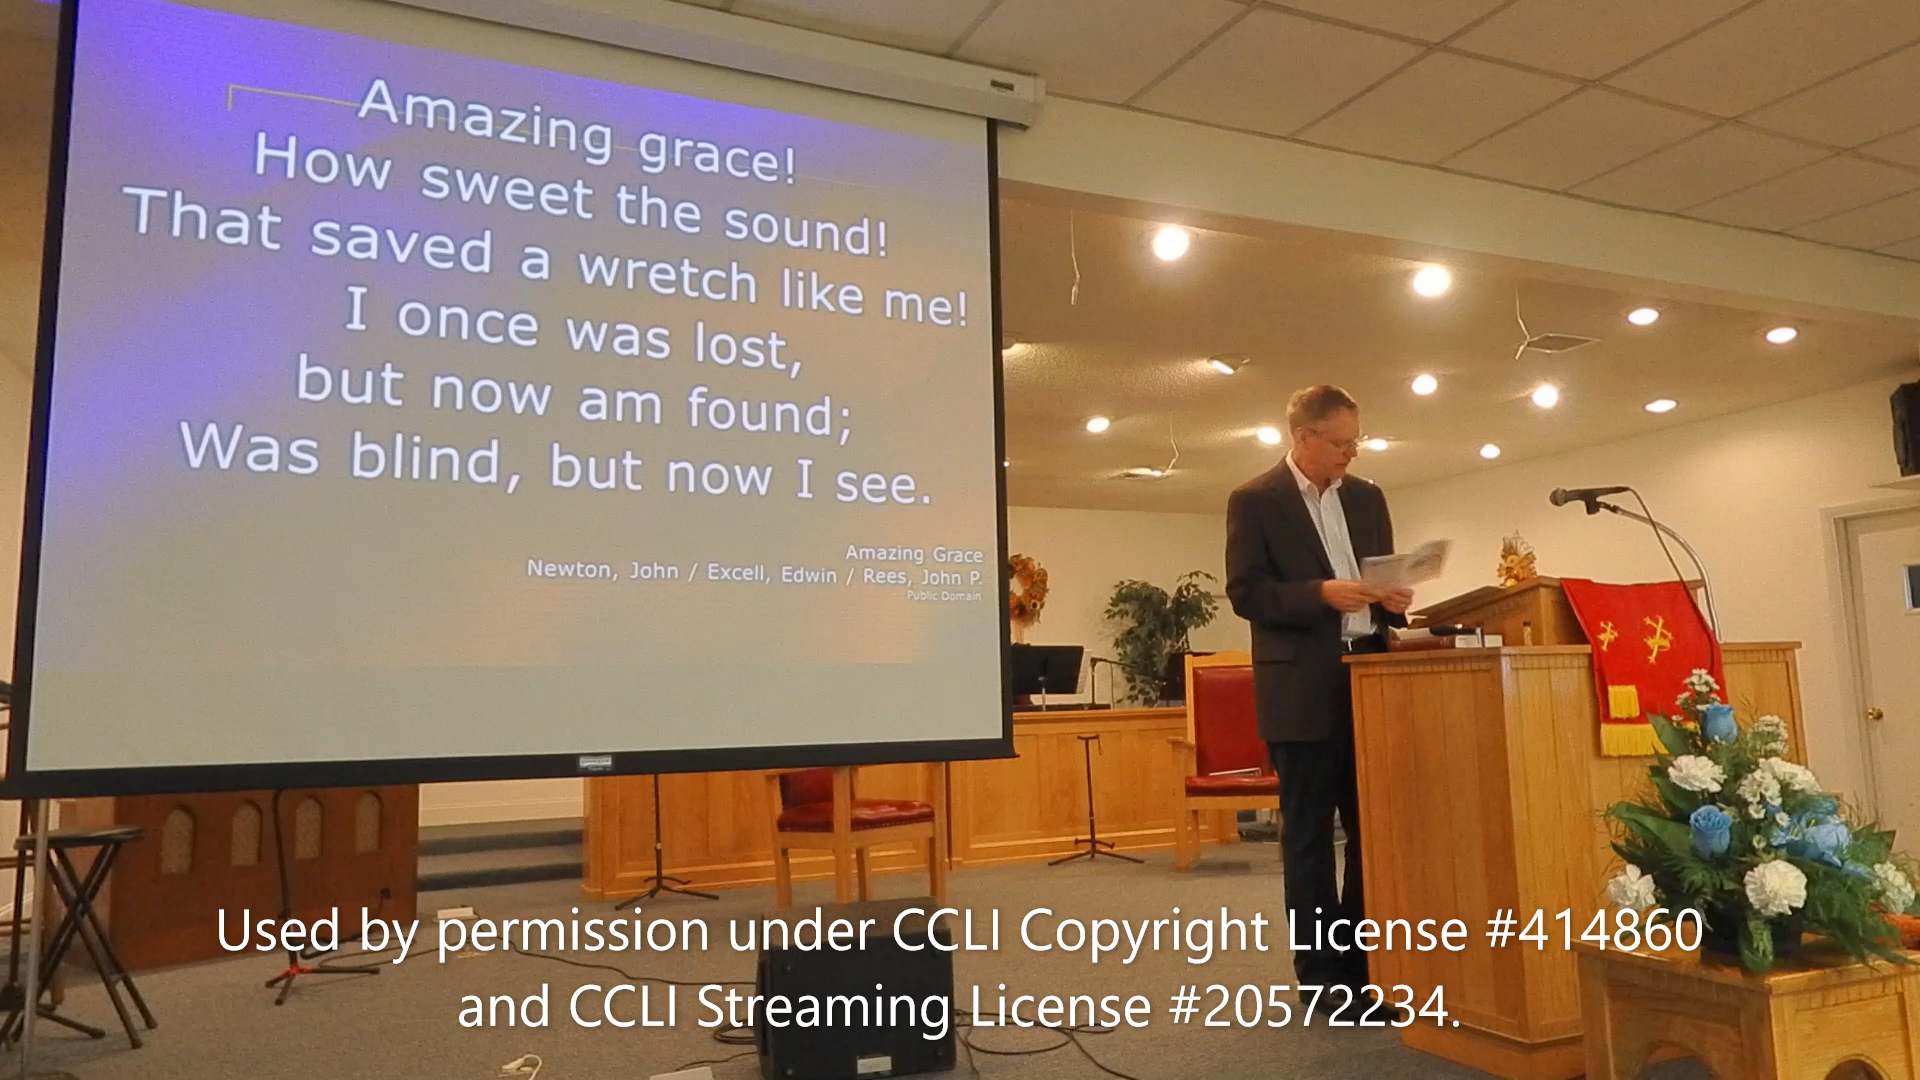 Amazing grace!
How sweet the sound!
That saved a wretch like me!
I once was lost,
but now am found;
Was blind, but now I see.
Amazing Grace
Newton, John / Excell, Edwin / Rees, John P.
Public Domain
Used by permission under CCLI Copyright License #414860
and CCLI Streaming License #20572234.